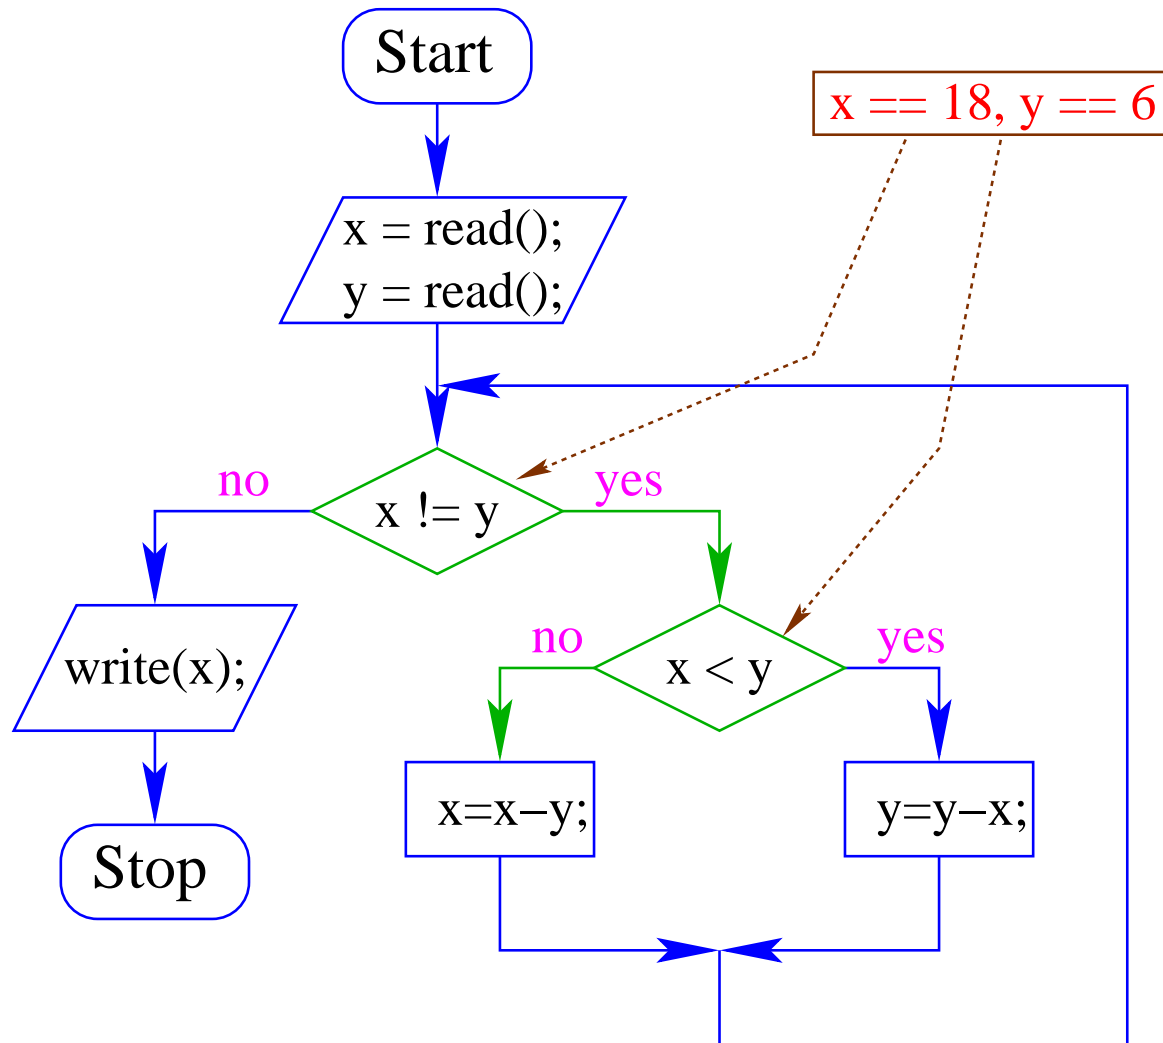 Start
x == 18, y == 6
x = read();
y = read();
no
yes
x != y
no
yes
write(x);
x < y
x=x−y;
y=y−x;
Stop